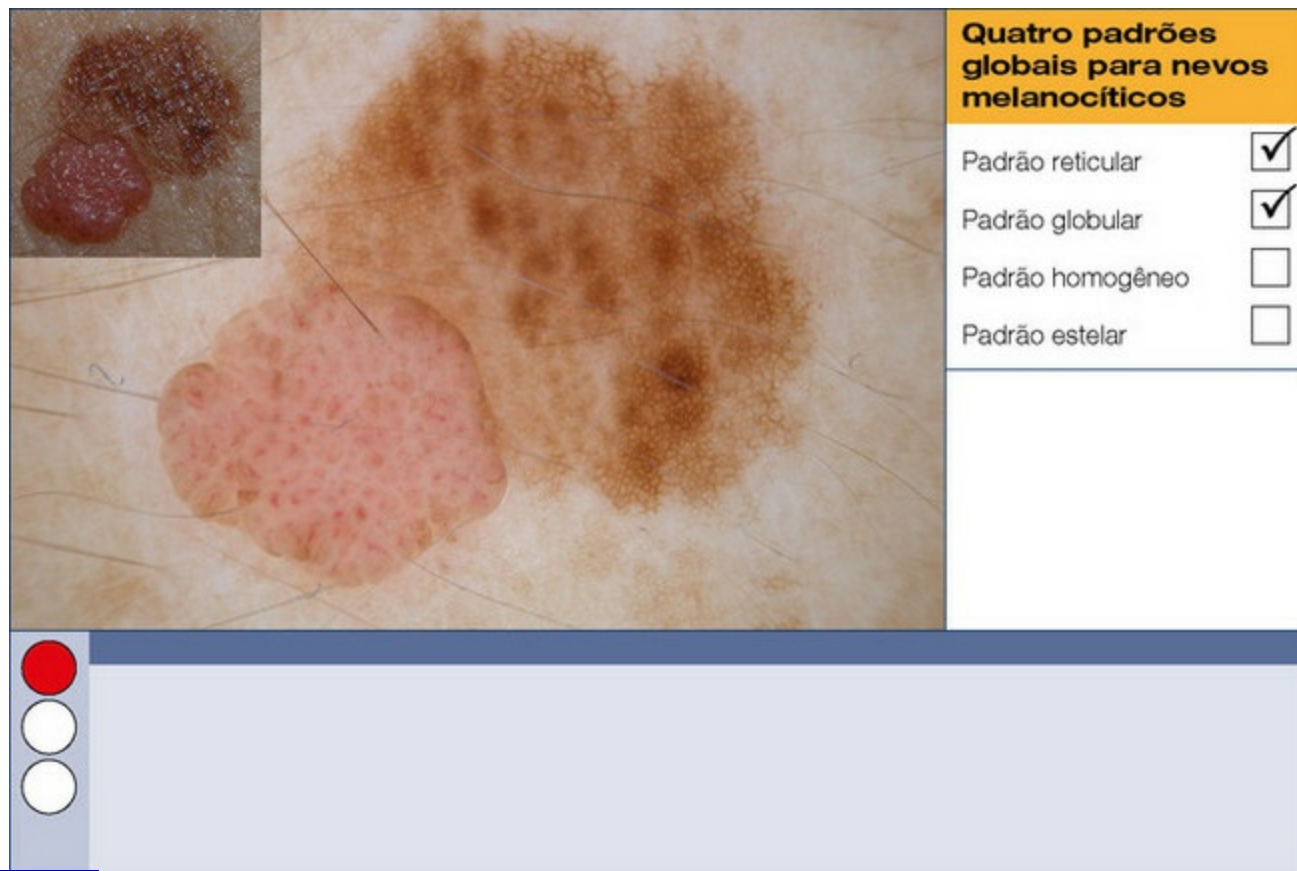 Quatro padrões
globais para nevos
melanocíticos
Padrão reticular
Padrão globular
Padrão homogêneo
Padrão estelar